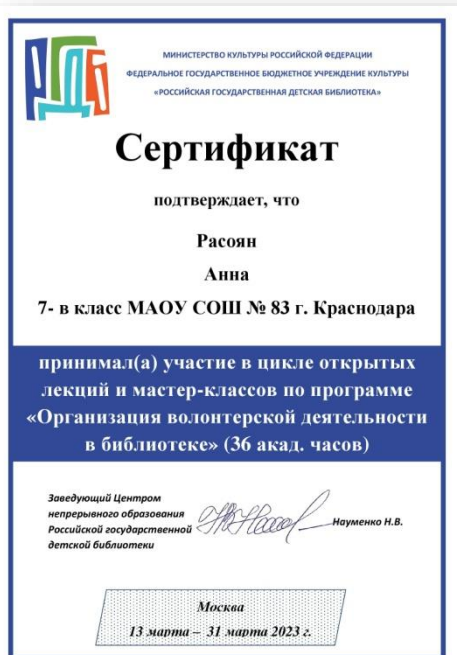 РДБ
МИНИСТЕРСТВО КУЛЬТУРЫ РОССИЙСКОЙ ФЕДЕРАЦИИ
ФЕДЕРАЛЬНОЕ ГОСУДАРСТВЕННОЕ БЮДЖЕТНОЕ УЧРЕЖДЕНИЕ КУЛЬТУРЫ
«РОССИЙСКАЯ ГОСУДАРСТВЕННАЯ ДЕТСКАЯ БИБЛИОТЕКА»
Сертификат
подтверждает, что
Расоян
Анна
7- в класс МАОУ СОШ № 83 г. Краснодара
принимал(а) участие в цикле открытых
лекций и мастер-классов по программе
«Организация волонтерской деятельности
в библиотеке» (36 акад. часов)
Заведующий Центром
непрерывного образования
Российской государственной
детской библиотеки
Науменко Н.В.
Москва
13 марта – 31 марта 2023 г.